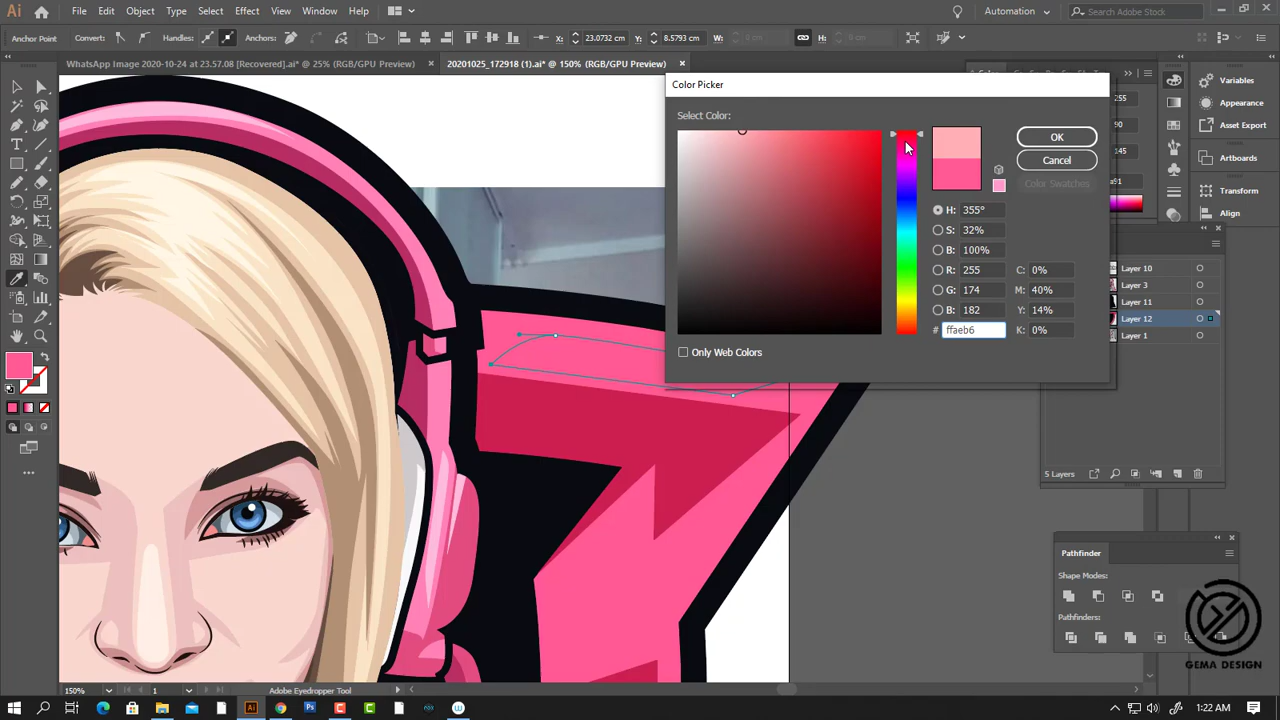 Ai File Edit Object Type Select Effect View Window Help Automation Search Adobe Stock
Anchor Point Convert: Handles: Anchors: X: 23.0732 cm Y: 8.5793 cm W: H:
WhatsApp Image 2020-10-24 at 23.57.08 [Recovered].ai* @ 25% (RGB/GPU Preview) 20201025_172918 (1).ai* @ 150% (RGB/GPU Preview)
Color Picker
Select Color:
OK
Cancel
Color Swatches
H: 355°
S: 32%
B: 100%
R: 255 C: 0%
G: 174 M: 40%
B: 182 Y: 14%
# ffaeb6 K: 0%
Only Web Colors
255
90
145
a91
Variables
Appearance
Asset Export
Artboards
Transform
Align
Layer 10
Layer 3
Layer 11
Layer 12
Layer 1
5 Layers
Pathfinder
Shape Modes:
Pathfinders:
GEMA DESIGN
150% 1 Adobe Eyedropper Tool
1:22 AM